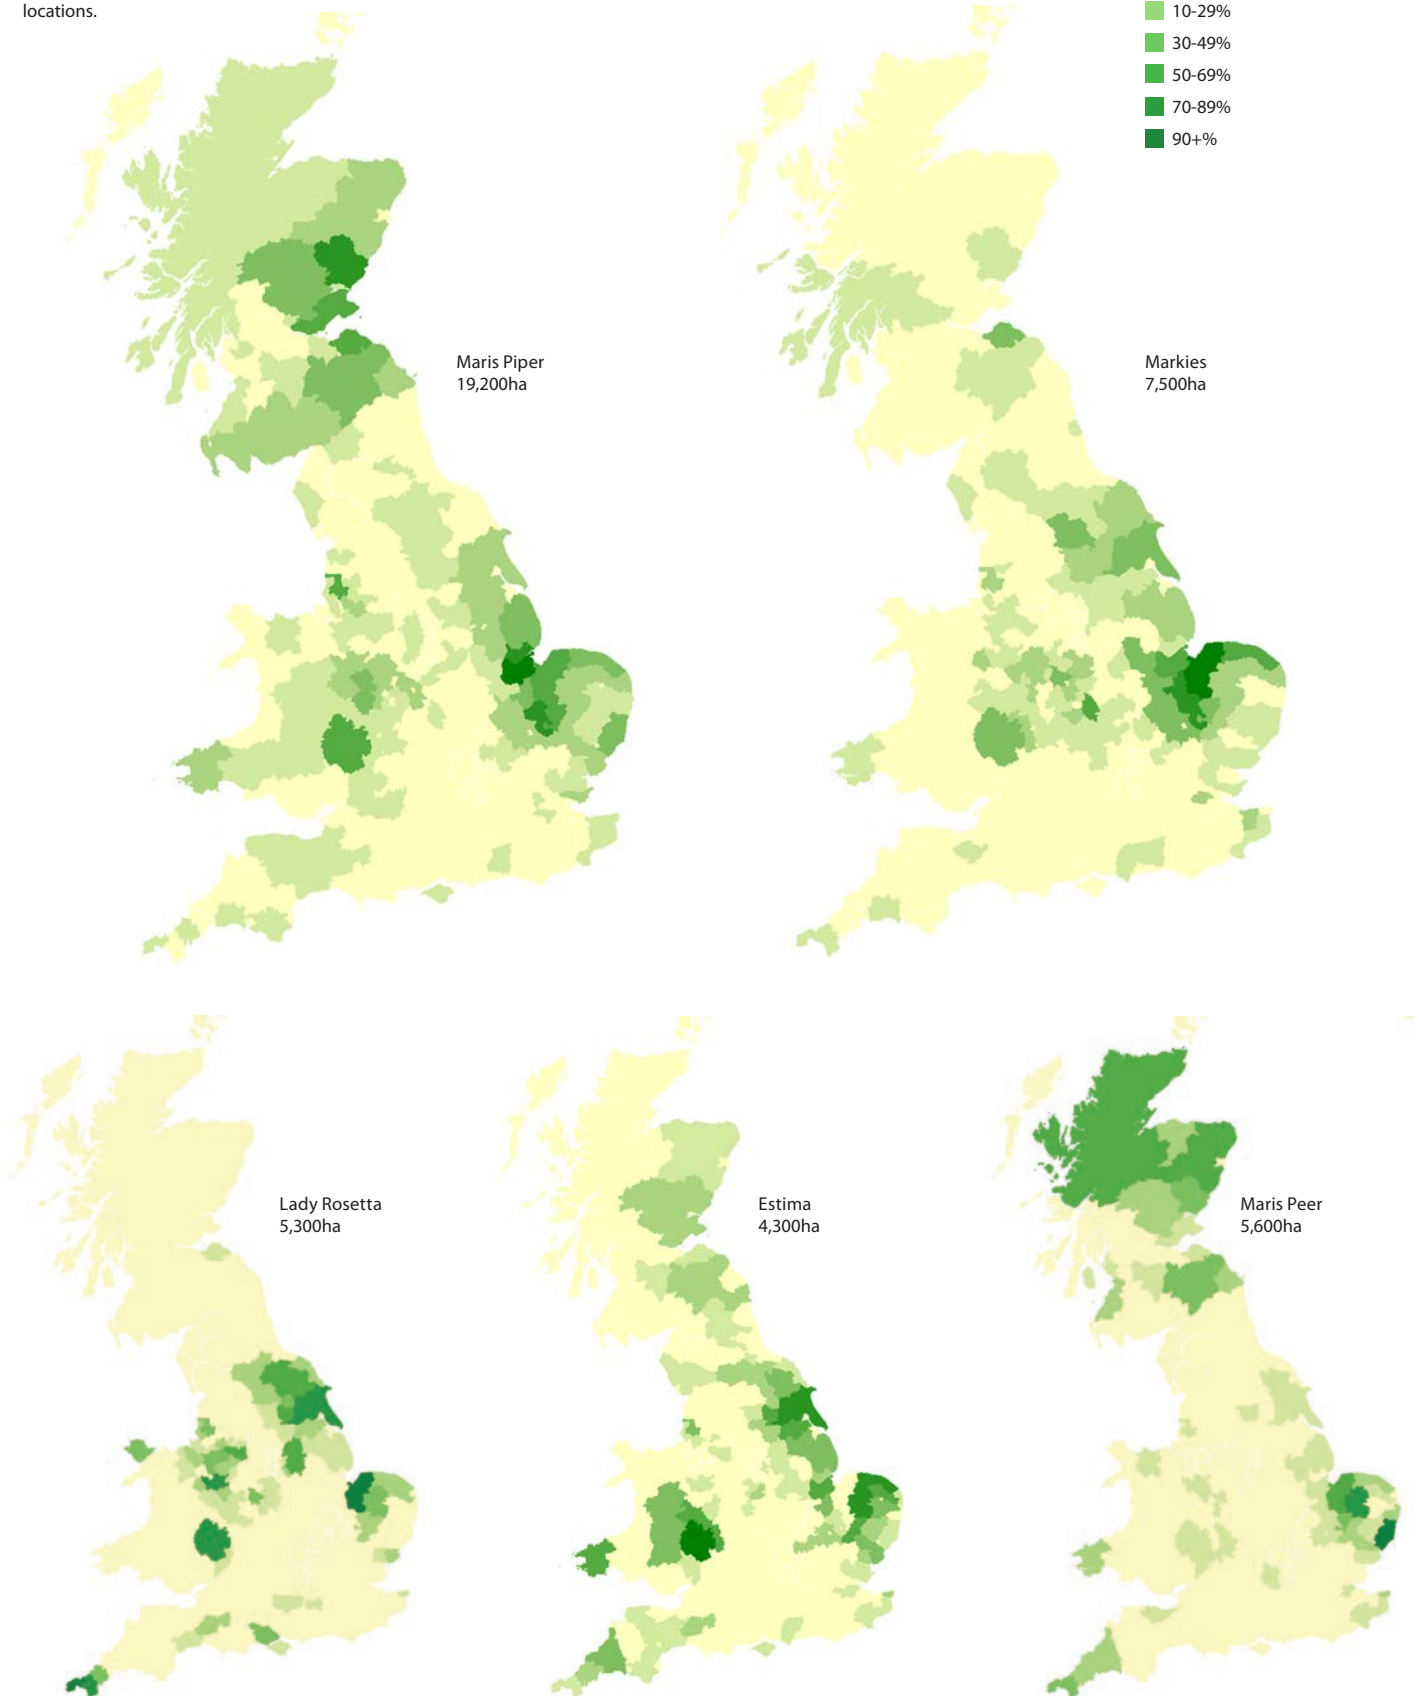 locations.
10-29%
30-49%
50-69%
70-89%
90+%
Maris Piper
19,200ha
Markies
7,500ha
Lady Rosetta
5,300ha
Estima
4,300ha
Maris Peer
5,600ha